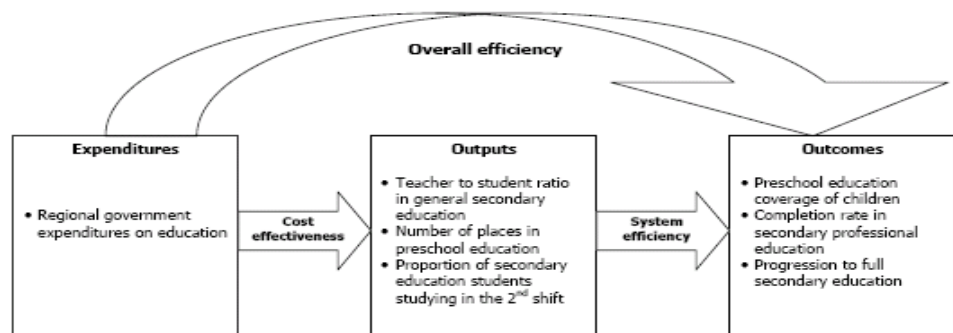 Overall efficiency
Expenditures
• Regional government
expenditures on education
Cost
effectiveness
Outputs
• Teacher to student ratio
in general secondary
education
• Number of places in
preschool education
• Proportion of secondary
education students
studying in the 2nd shift
System
efficiency
Outcomes
• Preschool education
coverage of children
• Completion rate in
secondary professional
education
• Progression to full
secondary education